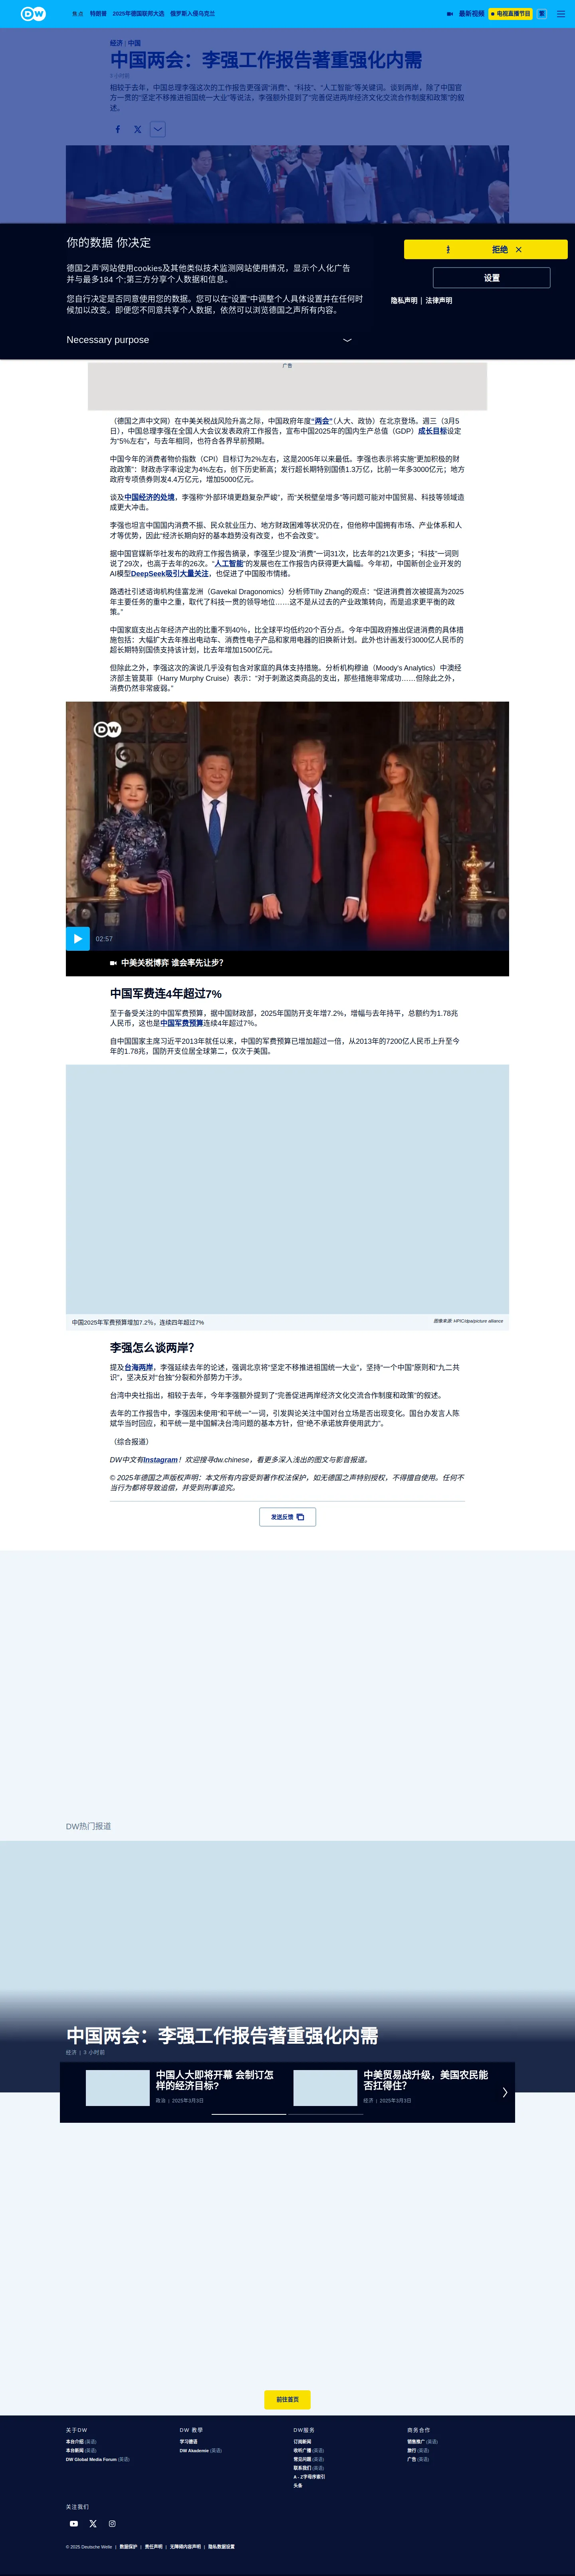 DW
焦点 特朗普 2025年德国联邦大选 俄罗斯入侵乌克兰
最新视频 电视直播节目 繁
经济 | 中国
中国两会：李强工作报告著重强化内需
3 小时前
相较于去年，中国总理李强这次的工作报告更强调“消费”、“科技”、“人工智能”等关键词。谈到两岸，除了中国官
方一贯的“坚定不移推进祖国统一大业”等说法，李强额外提到了“完善促进两岸经济文化交流合作制度和政策”的叙
述。
你的数据 你决定
德国之声'网站使用cookies及其他类似技术监测网站使用情况，显示个人化广告
并与最多184 个;第三方分享个人数据和信息。
您自行决定是否同意使用您的数据。您可以在"设置"中调整个人具体设置并在任何时
候加以改变。即便您不同意共享个人数据，依然可以浏览德国之声所有内容。
Necessary purpose
拒绝
设置
隐私声明 | 法律声明
广告
（德国之声中文网）在中美关税战风险升高之际，中国政府年度“两会”（人大、政协）在北京登场。週三（3月5
日），中国总理李强在全国人大会议发表政府工作报告，宣布中国2025年的国内生产总值（GDP）成长目标设定
为“5%左右”，与去年相同，也符合各界早前预期。
中国今年的消费者物价指数（CPI）目标订为2%左右，这是2005年以来最低。李强也表示将实施“更加积极的财
政政策”：财政赤字率设定为4%左右，创下历史新高；发行超长期特别国债1.3万亿，比前一年多3000亿元；地方
政府专项债券则发4.4万亿元，增加5000亿元。
谈及中国经济的处境，李强称“外部环境更趋复杂严峻”，而“关税壁垒增多”等问题可能对中国贸易、科技等领域造
成更大冲击。
李强也坦言中国国内消费不振、民众就业压力、地方财政困难等状况仍在，但他称中国拥有市场、产业体系和人
才等优势，因此“经济长期向好的基本趋势没有改变，也不会改变”。
据中国官媒新华社发布的政府工作报告摘录，李强至少提及“消费”一词31次，比去年的21次更多；“科技”一词则
说了29次，也高于去年的26次。“人工智能”的发展也在工作报告内获得更大篇幅。今年初，中国新创企业开发的
AI模型DeepSeek吸引大量关注，也促进了中国股市情绪。
路透社引述谘询机构佳富龙洲（Gavekal Dragonomics）分析师Tilly Zhang的观点：“促进消费首次被提高为2025
年主要任务的重中之重，取代了科技一贯的领导地位……这不是从过去的产业政策转向，而是追求更平衡的政
策。”
中国家庭支出占年经济产出的比重不到40%，比全球平均低约20个百分点。今年中国政府推出促进消费的具体措
施包括：大幅扩大去年推出电动车、消费性电子产品和家用电器的旧换新计划。此外也计画发行3000亿人民币的
超长期特别国债支持该计划，比去年增加1500亿元。
但除此之外，李强这次的演说几乎没有包含对家庭的具体支持措施。分析机构穆迪（Moody's Analytics）中澳经
济部主管莫菲（Harry Murphy Cruise）表示：“对于刺激这类商品的支出，那些措施非常成功……但除此之外，
消费仍然非常疲弱。”
DW
02:57
中美关税博弈 谁会率先让步？
中国军费连4年超过7%
至于备受关注的中国军费预算，据中国财政部，2025年国防开支年增7.2%，增幅与去年持平，总额约为1.78兆
人民币，这也是中国军费预算连续4年超过7%。
自中国国家主席习近平2013年就任以来，中国的军费预算已增加超过一倍，从2013年的7200亿人民币上升至今
年的1.78兆，国防开支位居全球第二，仅次于美国。
中国2025年军费预算增加7.2%，连续四年超过7%
图像来源: HPIC/dpa/picture alliance
李强怎么谈两岸？
提及台海两岸，李强延续去年的论述，强调北京将“坚定不移推进祖国统一大业”，坚持“一个中国”原则和“九二共
识”，坚决反对“台独”分裂和外部势力干涉。
台湾中央社指出，相较于去年，今年李强额外提到了“完善促进两岸经济文化交流合作制度和政策”的叙述。
去年的工作报告中，李强因未使用“和平统一”一词，引发舆论关注中国对台立场是否出现变化。国台办发言人陈
斌华当时回应，和平统一是中国解决台湾问题的基本方针，但“绝不承诺放弃使用武力”。
（综合报道）
DW中文有Instagram！欢迎搜寻dw.chinese，看更多深入浅出的图文与影音报道。
© 2025年德国之声版权声明：本文所有内容受到著作权法保护，如无德国之声特别授权，不得擅自使用。任何不
当行为都将导致追偿，并受到刑事追究。
发送反馈
DW热门报道
中国两会：李强工作报告著重强化内需
经济 | 3 小时前
中国人大即将开幕 会制订怎
样的经济目标?
政治 | 2025年3月3日
中美贸易战升级，美国农民能
否扛得住？
经济 | 2025年3月3日
前往首页
关于DW
本台介绍 (英语)
本台新闻 (英语)
DW Global Media Forum (英语)
DW 教學
学习德语
DW Akademie (英语)
DW服务
订阅新闻
收听广播 (英语)
常见问题 (英语)
联系我们 (英语)
A - Z字母序索引
头条
商务合作
销售推广 (英语)
旅行 (英语)
广告 (英语)
关注我们
© 2025 Deutsche Welle | 数据保护 | 责任声明 | 无障碍内容声明 | 隐私数据设置